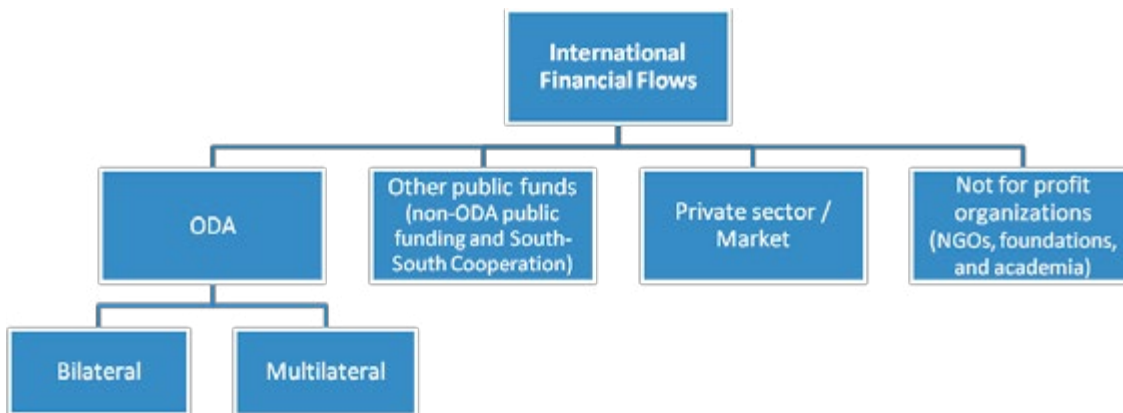 International
Financial Flows
ODA
Other public funds
(non-ODA public
funding and South-
South Cooperation)
Private sector /
Market
Not for profit
organizations
(NGOs, foundations,
and academia)
Bilateral
Multilateral